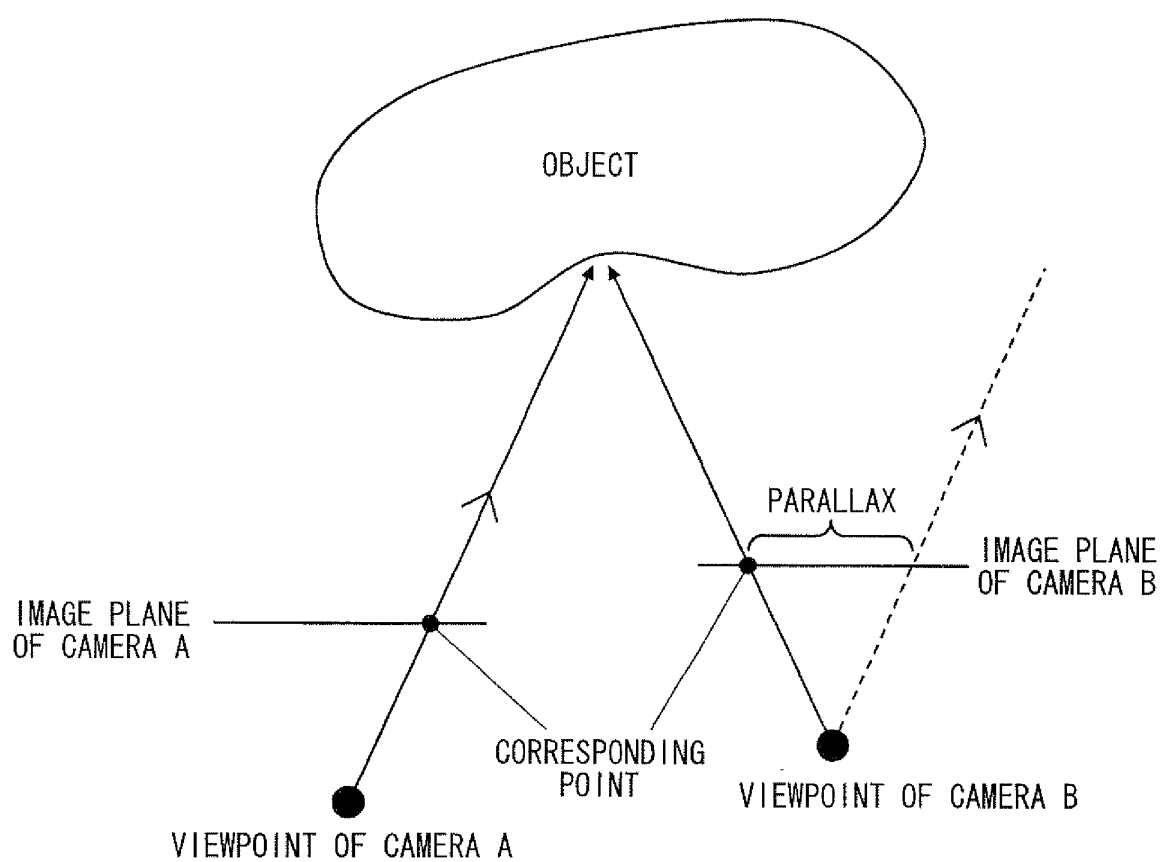 OBJECT
PARALLAX
IMAGE PLANE
OF CAMERA B
IMAGE PLANE
OF CAMERA A
CORRESPONDING
POINT
VIEWPOINT OF CAMERA B
VIEWPOINT OF CAMERA A